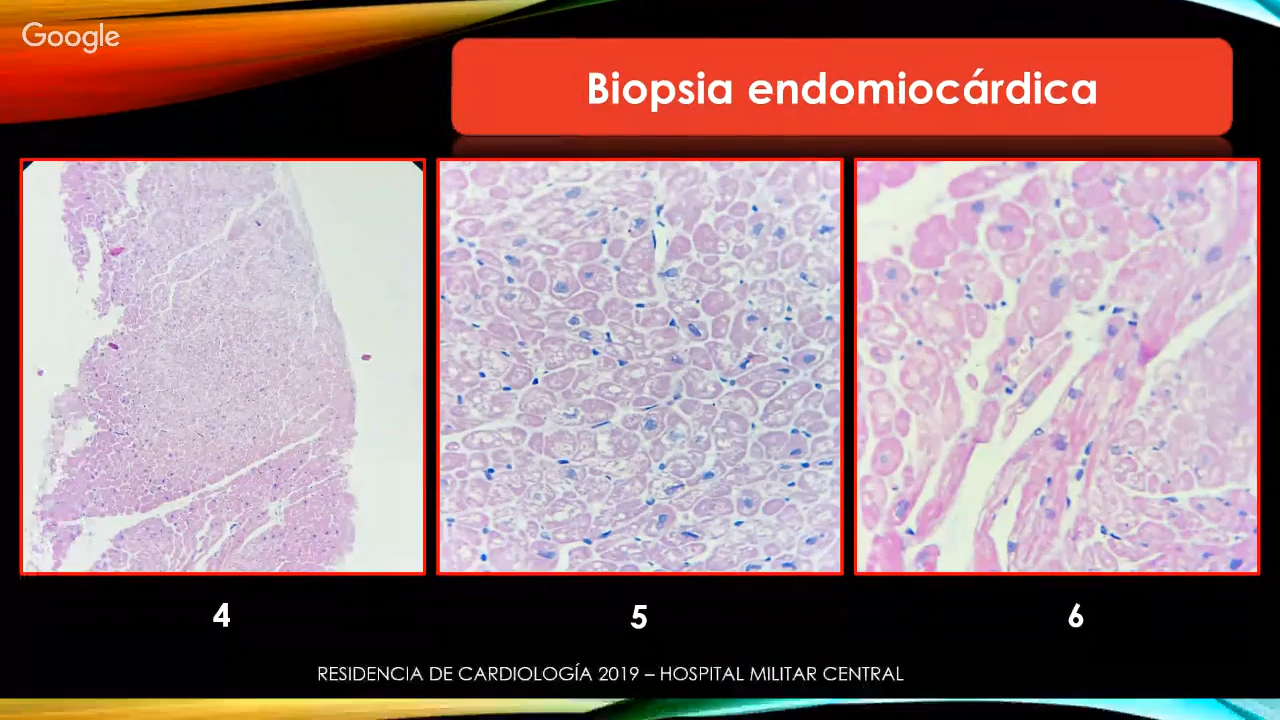 Google
Biopsia endomiocárdica
4
5
6
RESIDENCIA DE CARDIOLOGÍA 2019 – HOSPITAL MILITAR CENTRAL